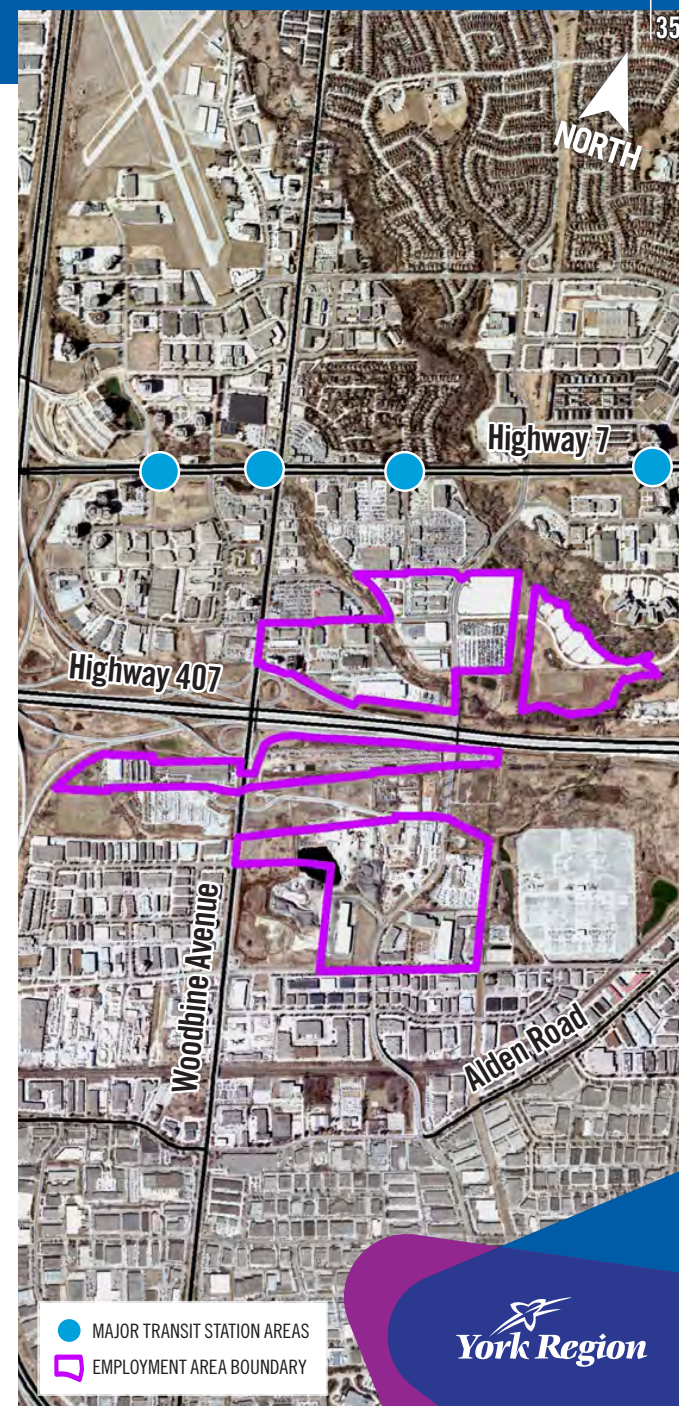 35
NORTH
Highway 7
Highway 407
Woodbine Avenue
Alden Road
MAJOR TRANSIT STATION AREAS
EMPLOYMENT AREA BOUNDARY
York Region